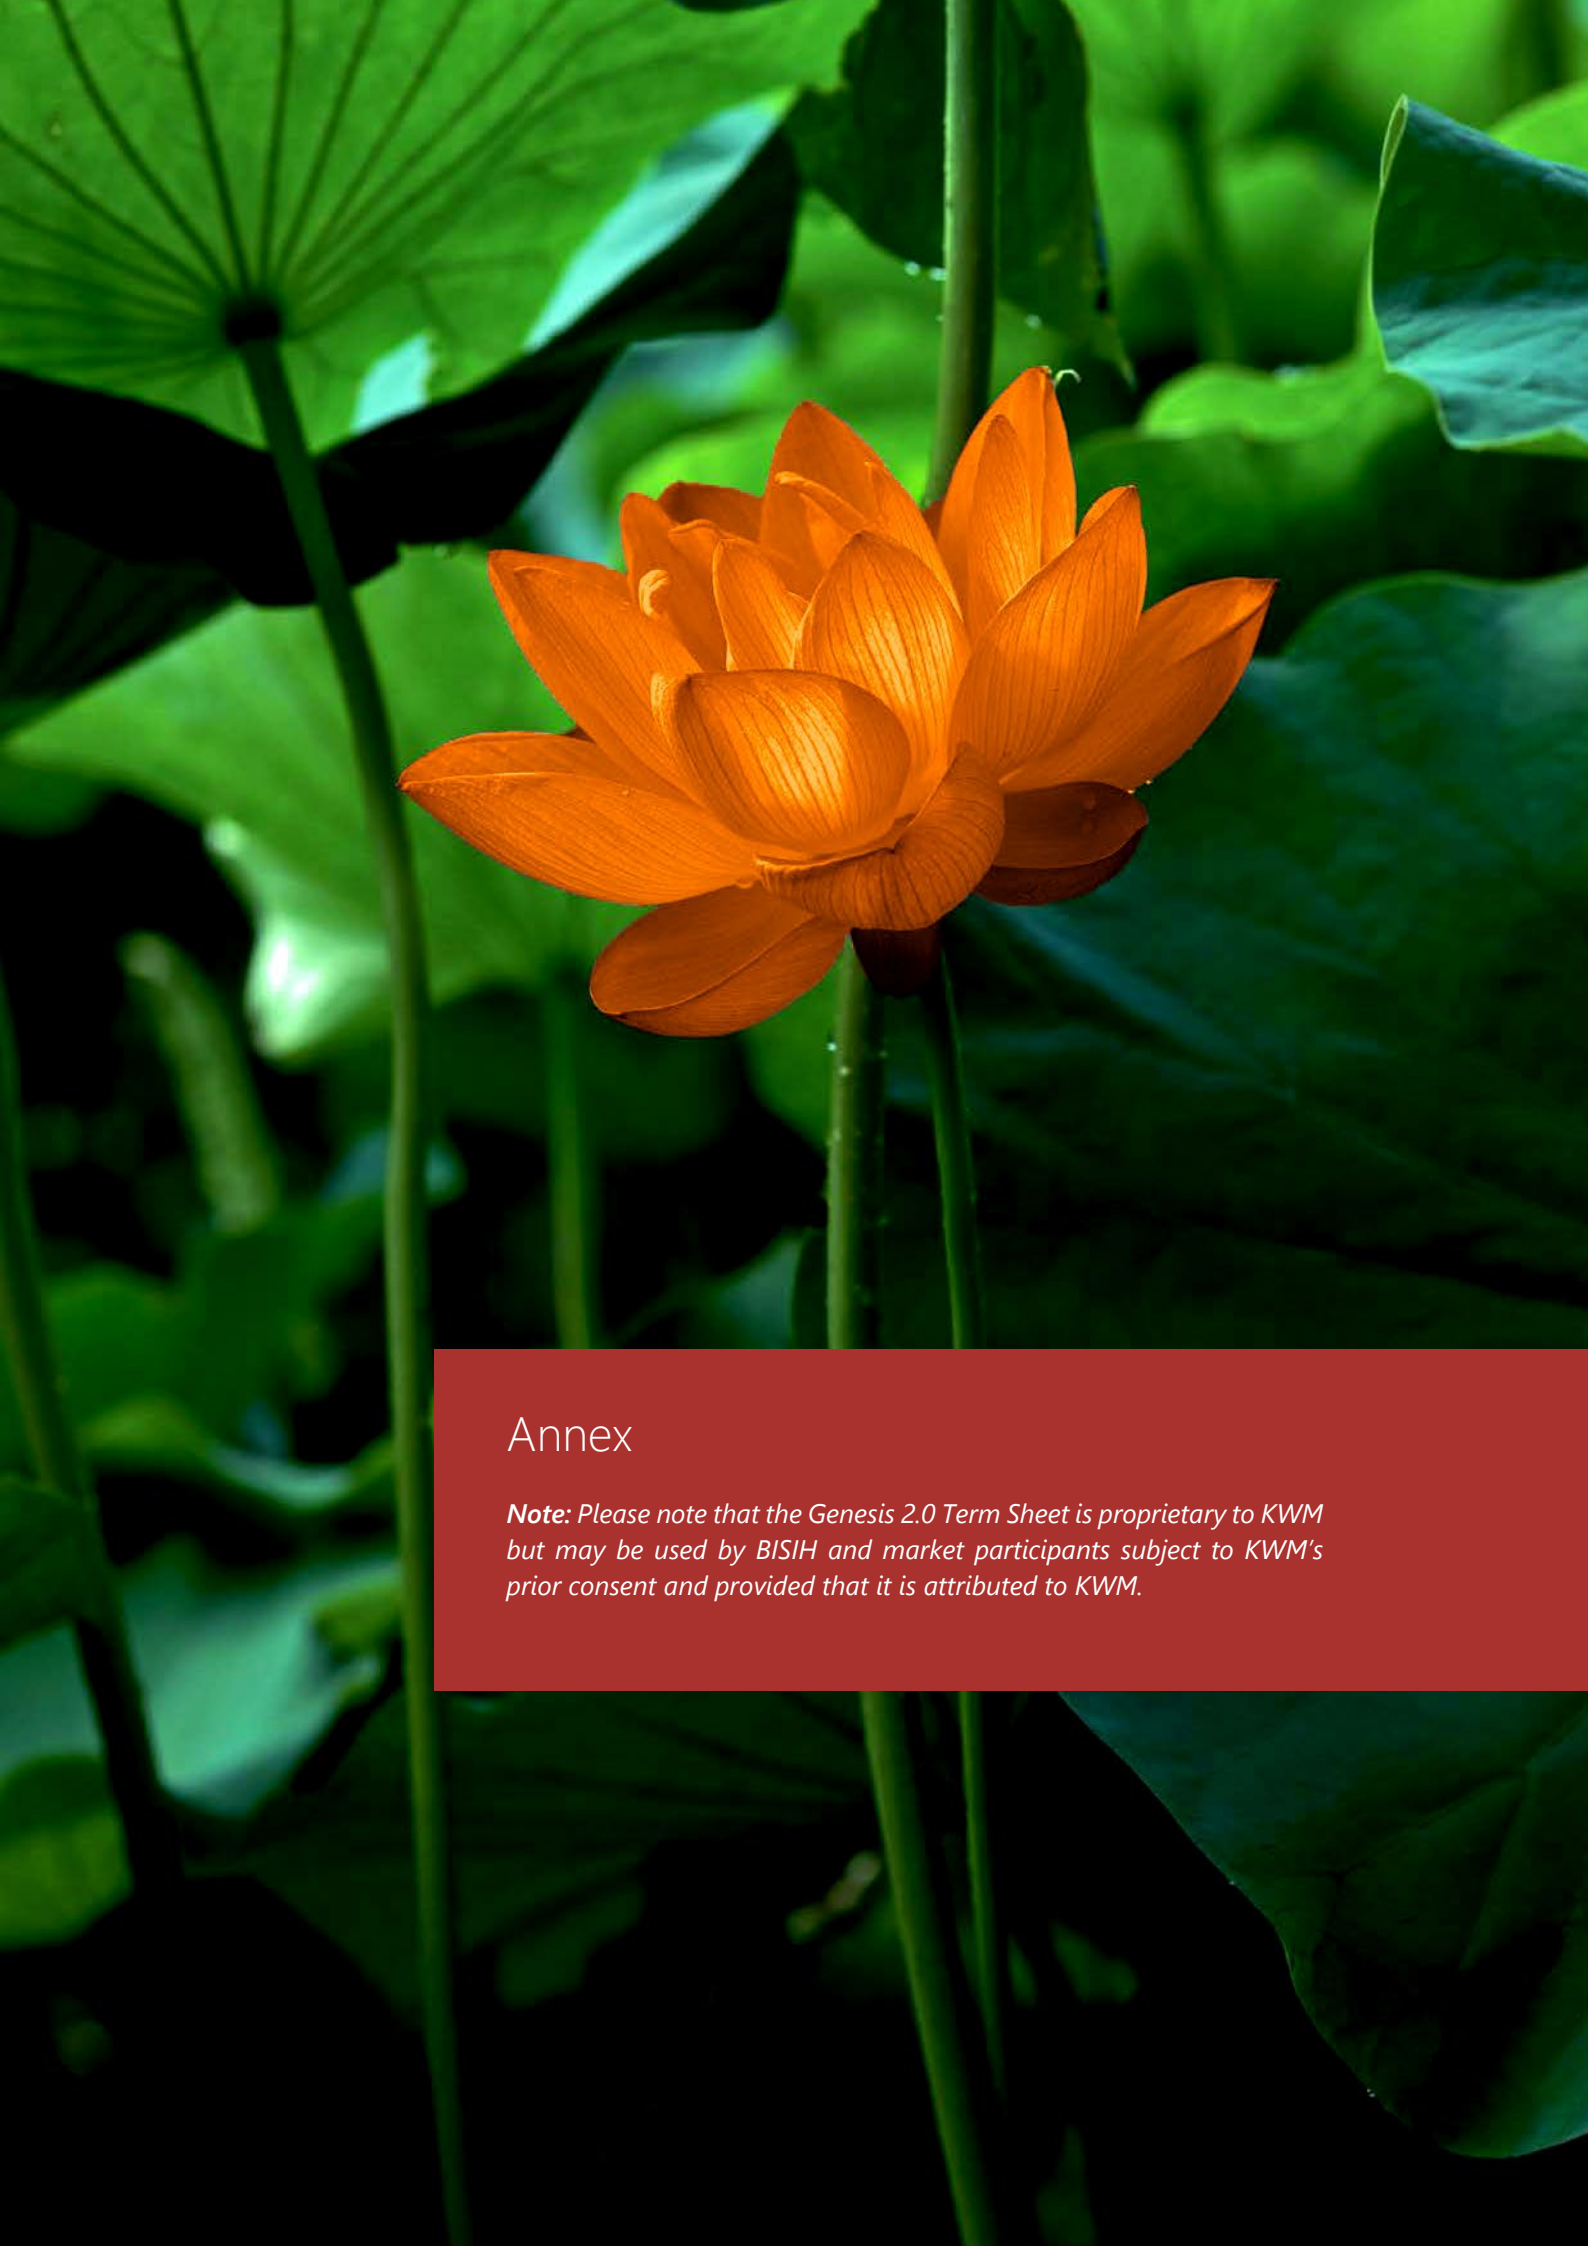 Annex
Note: Please note that the Genesis 2.0 Term Sheet is proprietary to KWM
but may be used by BISIH and market participants subject to KWM's
prior consent and provided that it is attributed to KWM.